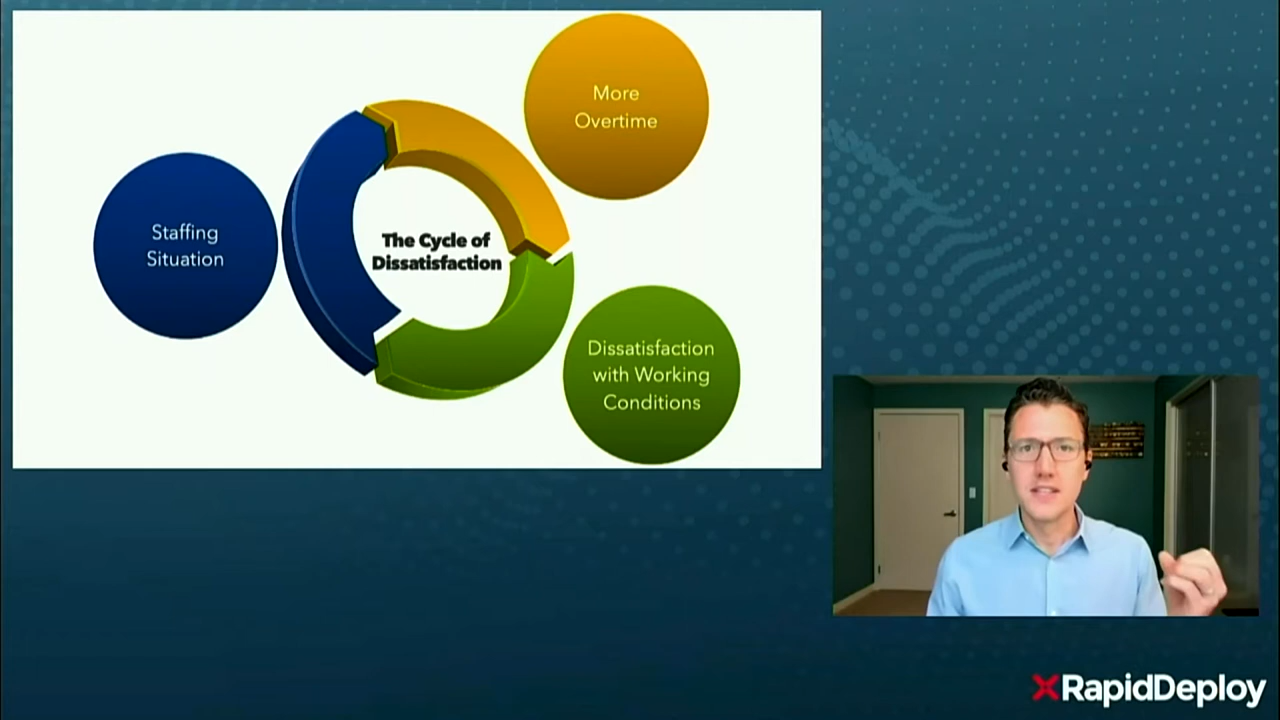 More
Overtime
Staffing
Situation
The Cycle of
Dissatisfaction
Dissatisfaction
with Working
Conditions
RapidDeploy